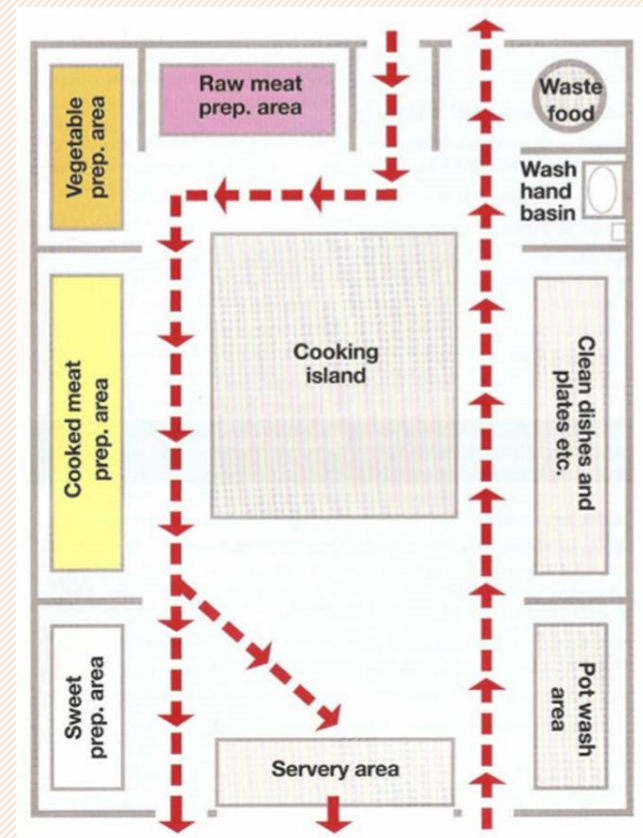 Vegetable
prep. area
Raw meat
prep. area
Waste
food
Wash
hand
basin
Cooked meat
prep. area
Cooking
island
Clean dishes and
plates etc.
Sweet
prep. area
Servery area
Pot wash
area